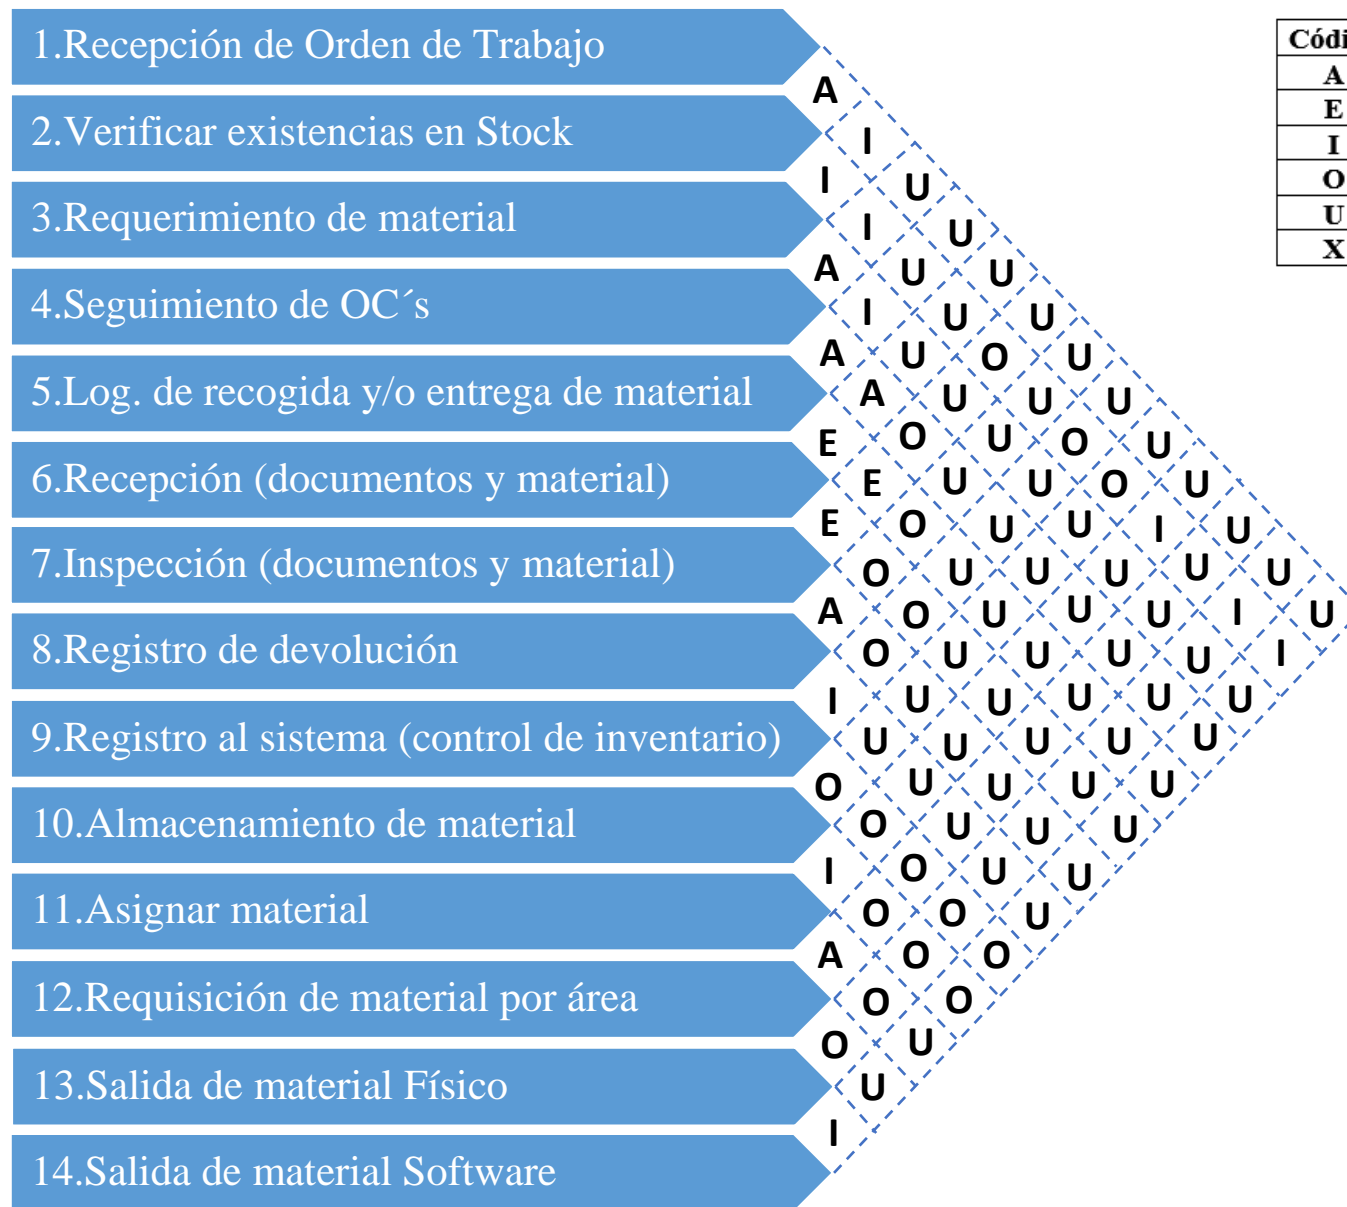 1.Recepción de Orden de Trabajo
A
2.Verificar existencias en Stock I
I U
3.Requerimiento de material I U
A U U
4.Seguimiento de OC´s I U U
A U O U
5.Log. de recogida y/o entrega de material A U U U
E O U O U
6.Recepción (documentos y material) E U U O U
E O U U I U
7.Inspección (documentos y material) O U U U U U
A O U U U I U
8.Registro de devolución O U U U U I
I U U U U U
9.Registro al sistema (control de inventario) U U U U U
O U U U U
10.Almacenamiento de material O U U U
I O U U
11.Asignar material O O U
A O O
12.Requisición de material por área O O
O U
13.Salida de material Físico U
I
14.Salida de material Software
A
E
I
O
U
X